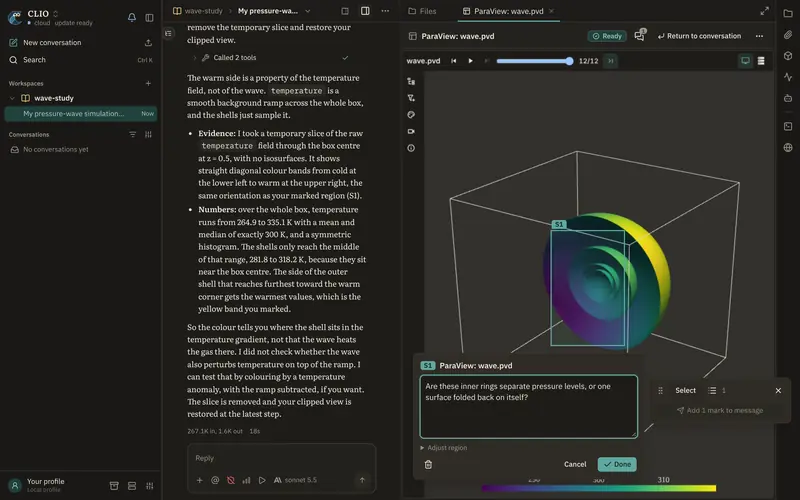 CLIO
cloud · update ready
New conversation
Search
Ctrl K
Workspaces
wave-study
My pressure-wave simulation...
Now
Conversations
No conversations yet
Your profile
Local profile
wave-study
My pressure-wa...
remove the temporary slice and restore your
clipped view.
Called 2 tools
The warm side is a property of the temperature
field, not of the wave. temperature is a
smooth background ramp across the whole box,
and the shells just sample it.
• Evidence: I took a temporary slice of the raw
temperature field through the box centre
at z = 0.5, with no isosurfaces. It shows
straight diagonal colour bands from cold at
the lower left to warm at the upper right, the
same orientation as your marked region (S1).
• Numbers: over the whole box, temperature
runs from 264.9 to 335.1 K with a mean and
median of exactly 300 K, and a symmetric
histogram. The shells only reach the middle
of that range, 281.8 to 318.2 K, because they sit
near the box centre. The side of the outer
shell that reaches furthest toward the warm
corner gets the warmest values, which is the
yellow band you marked.
So the colour tells you where the shell sits in the
temperature gradient, not that the wave heats
the gas there. I did not check whether the wave
also perturbs temperature on top of the ramp. I
can test that by colouring by a temperature
anomaly, with the ramp subtracted, if you want.
The slice is removed and your clipped view is
restored at the latest step.
267.1K in, 1.6K out · 18s
Reply
sonnet 5.5
Files
ParaView: wave.pvd
ParaView: wave.pvd
Ready
Return to conversation
wave.pvd
12/12
S1
S1 ParaView: wave.pvd
Are these inner rings separate pressure levels, or one
surface folded back on itself?
Adjust region
Cancel
Done
Select
1
Add 1 mark to message
300
310